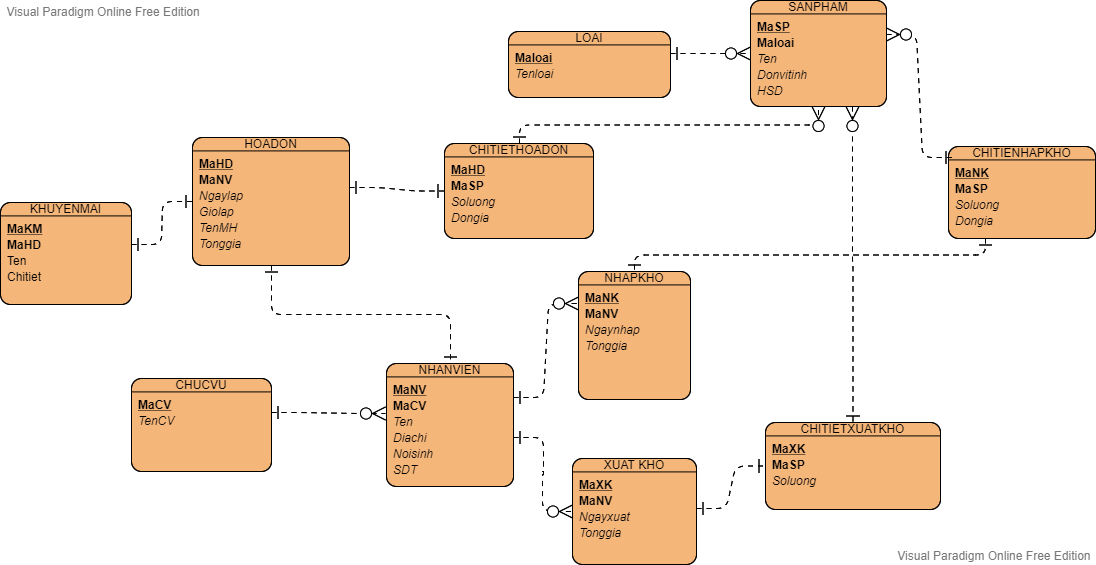 Visual Paradigm Online Free Edition
SANPHAM
MaSP
Maloai
Ten
Donvitinh
HSD
LOAI
Maloai
Tenloai
HOADON
MaHD
MaNV
Ngaylap
Giolap
TenMH
Tonggia
CHITIETHOADON
MaHD
MaSP
Soluong
Dongia
CHITIENHAPKHO
MaNK
MaSP
Soluong
Dongia
KHUYENMAI
MaKM
MaHD
Ten
Chitiet
NHAPKHO
MaNK
MaNV
Ngaynhap
Tonggia
CHUCVU
MaCV
TenCV
NHANVIEN
MaNV
MaCV
Ten
Diachi
Noisinh
SDT
CHITIETXUATKHO
MaXK
MaSP
Soluong
XUAT KHO
MaXK
MaNV
Ngayxuat
Tonggia
Visual Paradigm Online Free Edition